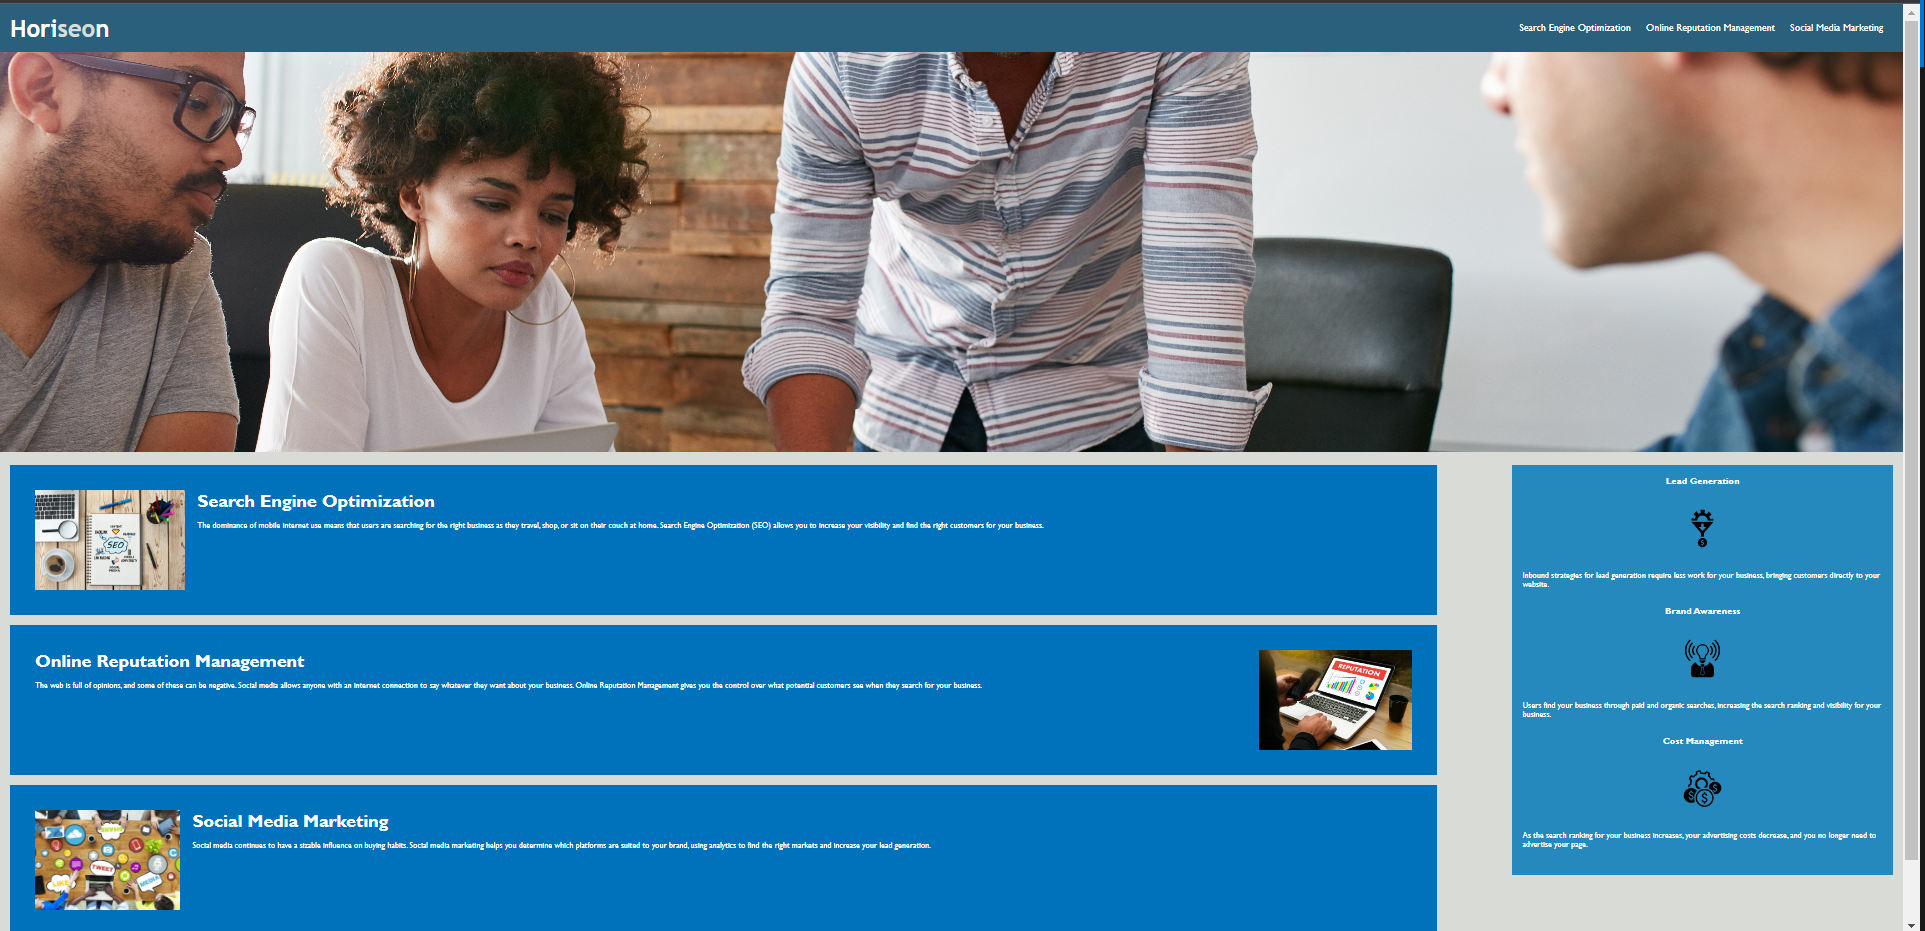 Horiseon
Search Engine Optimization
Online Reputation Management
Social Media Marketing
Search Engine Optimization
The dominance of mobile internet use means that users are searching for the right business as they travel, shop, or sit on their couch at home. Search Engine Optimization (SEO) allows you to increase your visibility and find the right customers for your business.
SEO
Online Reputation Management
The web is full of opinions, and some of these can be negative. Social media allows anyone with an internet connection to say whatever they want about your business. Online Reputation Management gives you the control over what potential customers see when they search for your business.
REPUTATION
Social Media Marketing
Social media continues to have a sizable influence on buying habits. Social media marketing helps you determine which platforms are suited to your brand, using analytics to find the right markets and increase your lead generation.
TWEET
LIKE
MEDIA
Lead Generation
Inbound strategies for lead generation require less work for your business, bringing customers directly to your
website.
Brand Awareness
Users find your business through paid and organic searches, increasing the search ranking and visibility for your
business.
Cost Management
As the search ranking for your business increases, your advertising costs decrease, and you no longer need to
advertise your page.